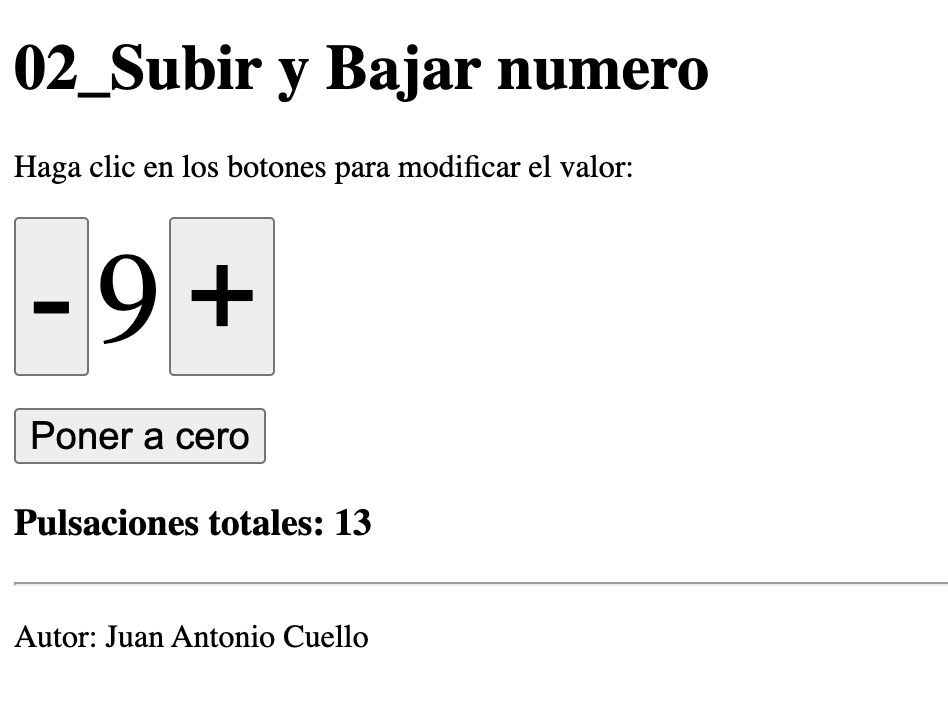 02_Subir y Bajar numero
Haga clic en los botones para modificar el valor:
- 9 +
Poner a cero
Pulsaciones totales: 13
Autor: Juan Antonio Cuello